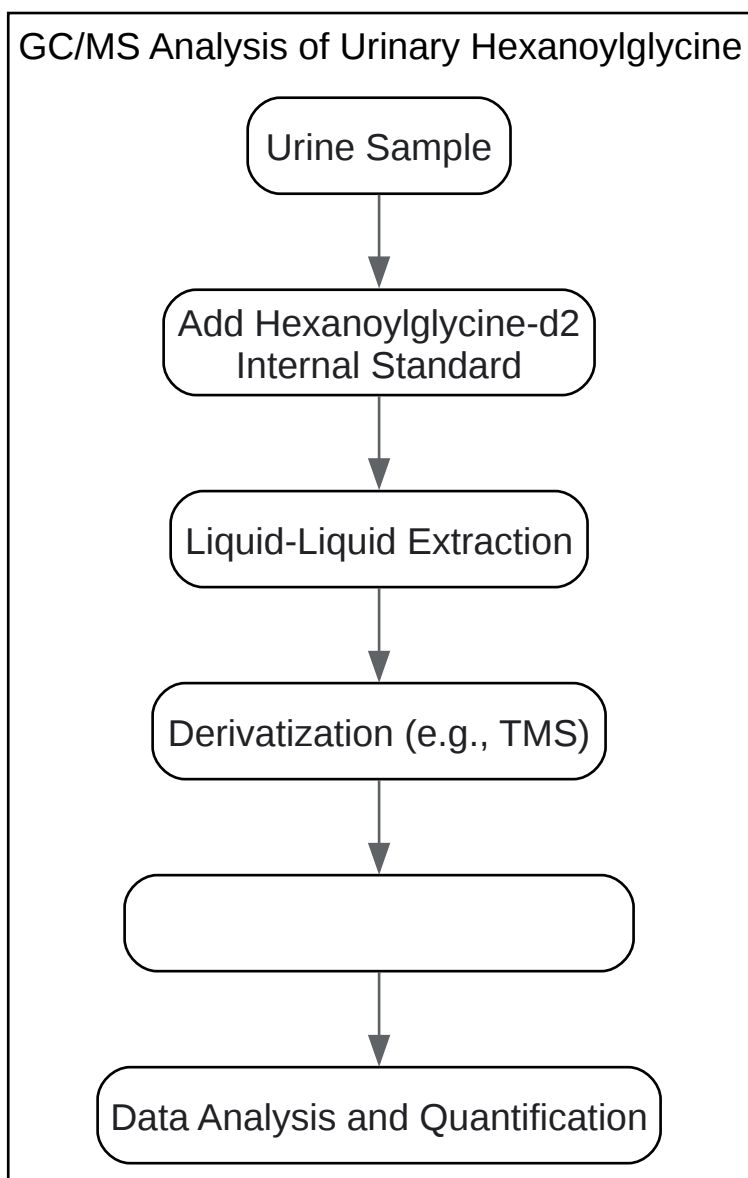 GC/MS Analysis of Urinary Hexanoylglycine
Urine Sample
Add Hexanoylglycine-d2
Internal Standard
Liquid-Liquid Extraction
Derivatization (e.g., TMS)
Data Analysis and Quantification